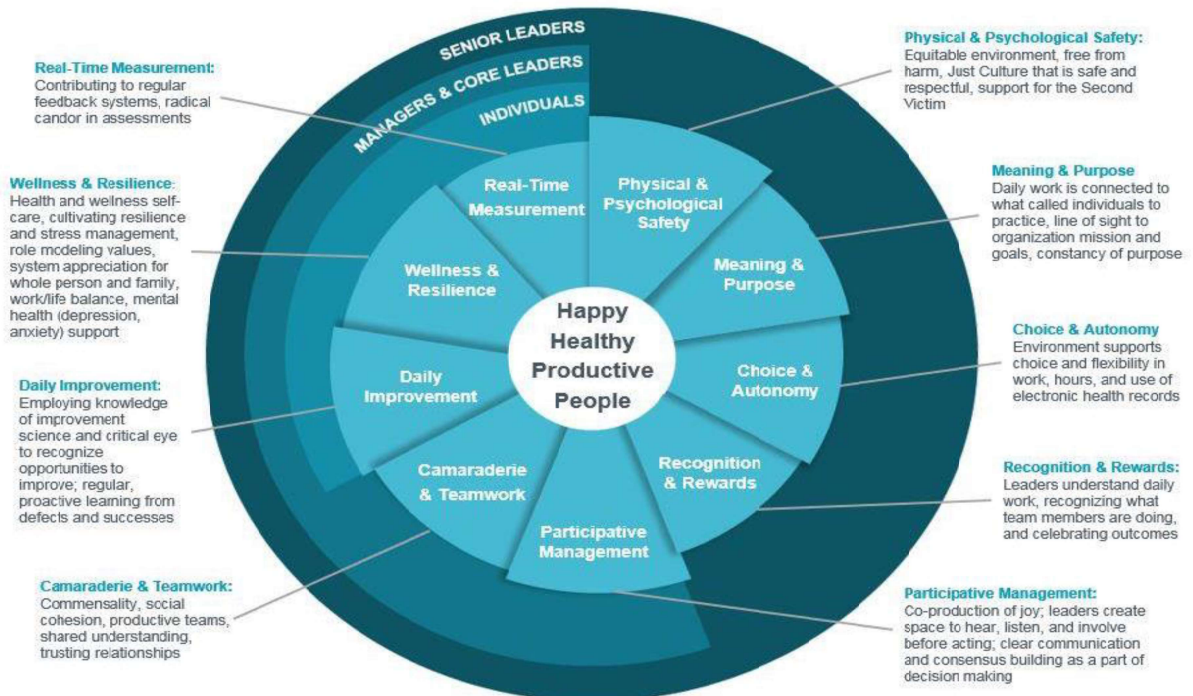 SENIOR LEADERS
MANAGERS & CORE LEADERS
INDIVIDUALS
Real-Time Measurement:
Contributing to regular
feedback systems, radical
candor in assessments
Wellness & Resilience:
Health and wellness self-
care, cultivating resilience
and stress management,
role modeling values,
system appreciation for
whole person and family,
work/life balance, mental
health (depression,
anxiety) support
Daily Improvement:
Employing knowledge
of improvement
science and critical eye
to recognize
opportunities to
improve; regular,
proactive learning from
defects and successes
Camaraderie & Teamwork:
Commensality, social
cohesion, productive teams,
shared understanding,
trusting relationships
Real-Time
Measurement
Physical &
Psychological
Safety
Wellness &
Resilience
Meaning &
Purpose
Happy
Healthy
Productive
People
Daily
Improvement
Choice &
Autonomy
Camaraderie
& Teamwork
Recognition
& Rewards
Participative
Management
Physical & Psychological Safety:
Equitable environment, free from
harm, Just Culture that is safe and
respectful, support for the Second
Victim
Meaning & Purpose
Daily work is connected to
what called individuals to
practice, line of sight to
organization mission and
goals, constancy of purpose
Choice & Autonomy
Environment supports
choice and flexibility in
work, hours, and use of
electronic health records
Recognition & Rewards:
Leaders understand daily
work, recognizing what
team members are doing,
and celebrating outcomes
Participative Management:
Co-production of joy; leaders create
space to hear, listen, and involve
before acting; clear communication
and consensus building as a part of
decision making